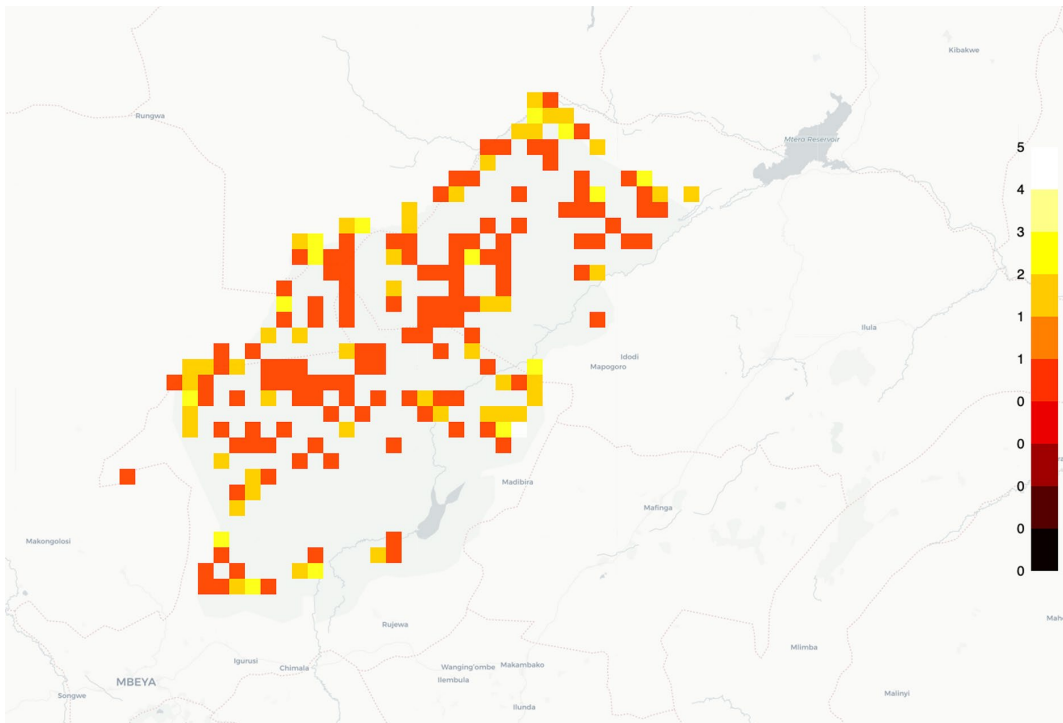 Kibakwe
Rungwa
Mtera Reservoir
5
4
3
2
1
1
0
0
0
0
0
Ilula
Idodi
Mapogoro
Madibira
Mafinga
Makongolosi
Rujewa
Mlimba
Igurusi
Chimala
Wanging'ombe
Makambako
Ilembula
MBEYA
Songwe
Ilunda
Malinyi